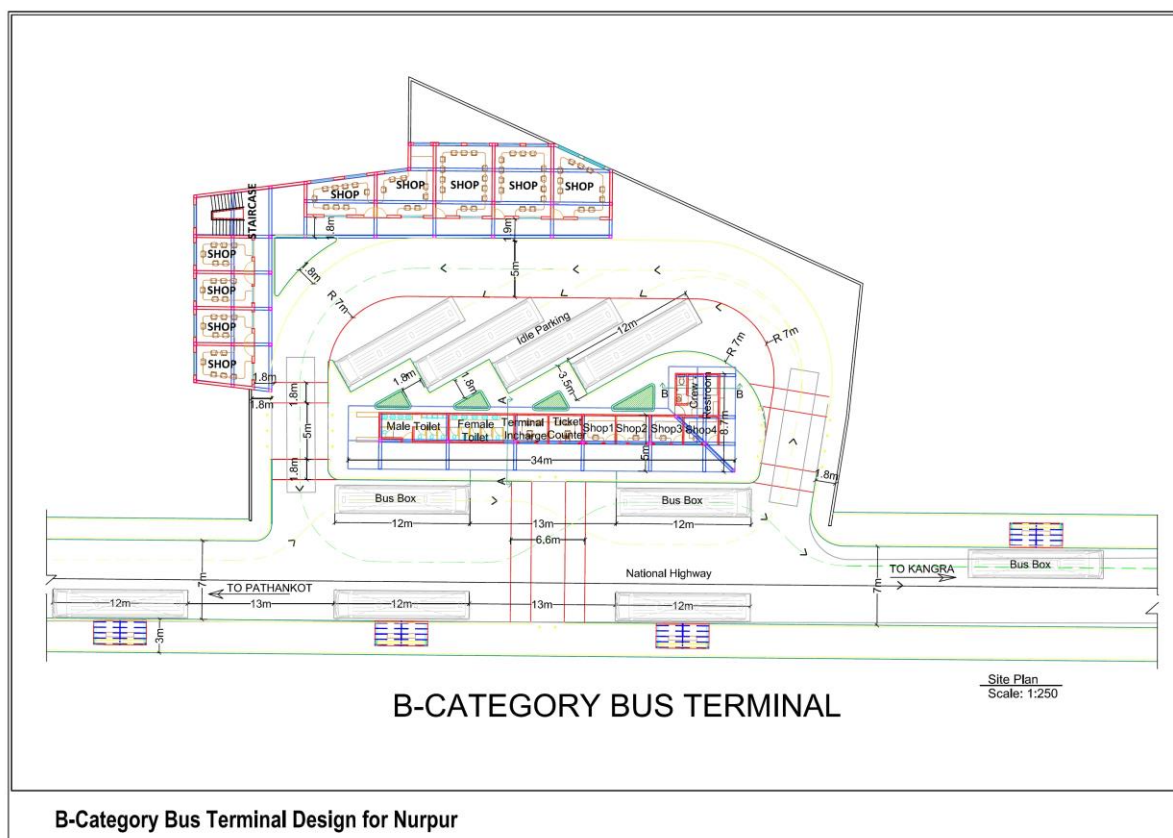 STAIRCASE
SHOP
SHOP
SHOP
SHOP
SHOP
SHOP
SHOP
SHOP
SHOP
1.8m
1.9m
5m
1.8m
R 7m
Idle Parking
12m
R 7m
R 7m
1.8m
1.8m
3.5m
1.8m
1.8m
1.8m
5m
1.8m
A
A
B
B
Crew
Restroom
8.7m
Male Toilet
Female
Toilet
Terminal
Incharge
Ticket
Counter
Shop1
Shop2
Shop3
Shop4
34m
5m
1.8m
Bus Box
Bus Box
12m
13m
12m
6.6m
7m
National Highway
TO KANGRA
Bus Box
7m
TO PATHANKOT
12m
13m
12m
13m
12m
3m
Site Plan
Scale: 1:250
B-CATEGORY BUS TERMINAL
B-Category Bus Terminal Design for Nurpur